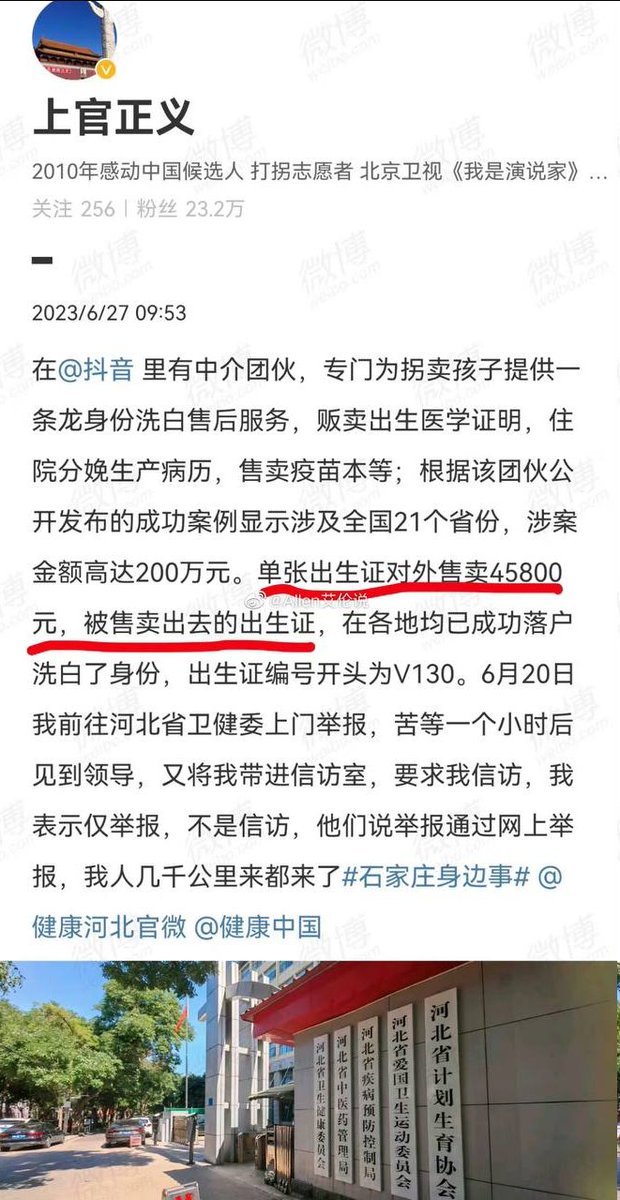 上官正义
2010年感动中国候选人 打拐志愿者 北京卫视《我是演说家》…
关注 256 | 粉丝 23.2万
2023/6/27 09:53
在@抖音 里有中介团伙，专门为拐卖孩子提供一
条龙身份洗白售后服务，贩卖出生医学证明，住
院分娩生产病历，售卖疫苗本等；根据该团伙公
开发布的成功案例显示涉及全国21个省份，涉案
金额高达200万元。单张出生证对外售卖45800
@Allen艾伦说
元，被售卖出去的出生证，在各地均已成功落户
洗白了身份，出生证编号开头为V130。6月20日
我前往河北省卫健委上门举报，苦等一个小时后
见到领导，又将我带进信访室，要求我信访，我
表示仅举报，不是信访，他们说举报通过网上举
报，我人几千公里来都来了#石家庄身边事# @
健康河北官微 @健康中国
河北省卫生健康委员会
河北省中医药管理局
河北省疾病预防控制局
河北省爱国卫生运动委员会
河北省计划生育协会
微博
weibo.com